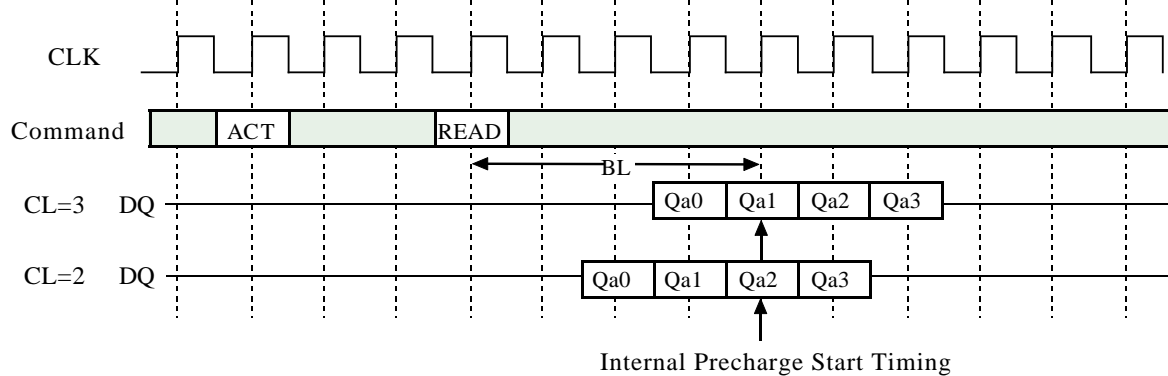 CLK
Command ACT READ
BL
CL=3 DQ Qa0 Qa1 Qa2 Qa3
CL=2 DQ Qa0 Qa1 Qa2 Qa3
Internal Precharge Start Timing